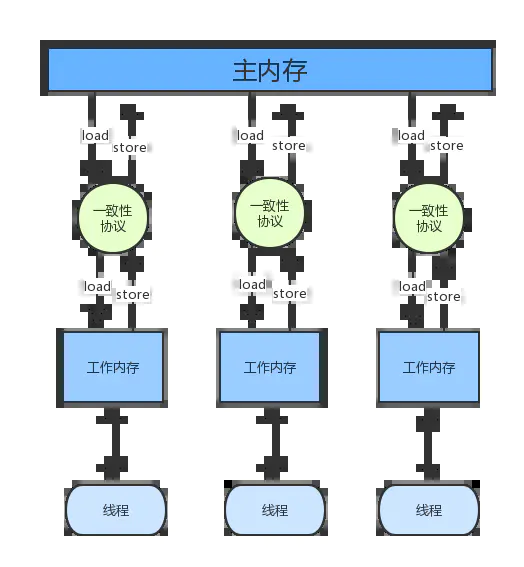 主内存
load
store
load
store
load
store
一致性
协议
一致性
协议
一致性
协议
load
store
load
store
load
store
工作内存
工作内存
工作内存
线程
线程
线程